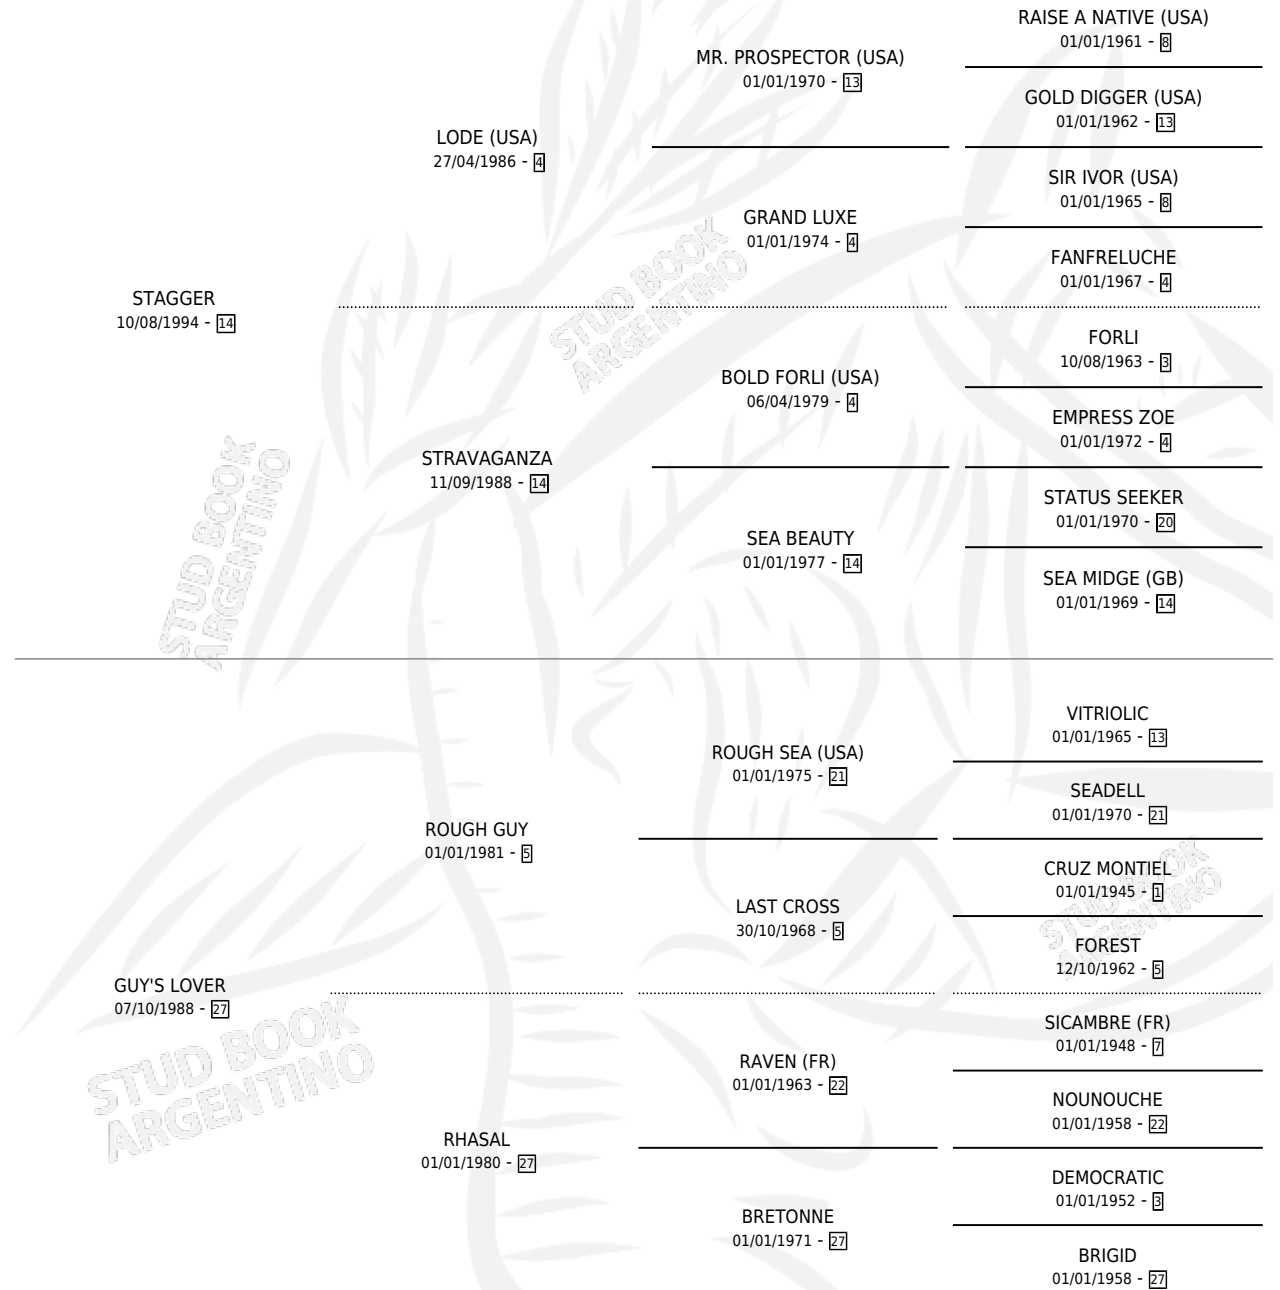 RAISE A NATIVE (USA)
01/01/1961 - 8
MR. PROSPECTOR (USA)
01/01/1970 - 13
GOLD DIGGER (USA)
01/01/1962 - 13
LODE (USA)
27/04/1986 - 4
SIR IVOR (USA)
01/01/1965 - 8
GRAND LUXE
01/01/1974 - 4
FANFRELUCHE
01/01/1967 - 4
STAGGER
10/08/1994 - 14
STUD BOOK
ARGENTINO
FORLI
10/08/1963 - 3
BOLD FORLI (USA)
06/04/1979 - 4
EMPRESS ZOE
01/01/1972 - 4
STRAVAGANZA
11/09/1988 - 14
STATUS SEEKER
01/01/1970 - 20
SEA BEAUTY
01/01/1977 - 14
SEA MIDGE (GB)
01/01/1969 - 14
STUD BOOK
ARGENTINO
VITRIOLIC
01/01/1965 - 13
ROUGH SEA (USA)
01/01/1975 - 21
SEADELL
01/01/1970 - 21
ROUGH GUY
01/01/1981 - 5
CRUZ MONTIEL
01/01/1945 - 1
LAST CROSS
30/10/1968 - 5
STUD BOOK
ARGENTINO
FOREST
12/10/1962 - 5
GUY'S LOVER
07/10/1988 - 27
SICAMBRE (FR)
01/01/1948 - 7
RAVEN (FR)
01/01/1963 - 22
STUD BOOK
ARGENTINO
NOUNOUCHE
01/01/1958 - 22
RHASAL
01/01/1980 - 27
DEMOCRATIC
01/01/1952 - 3
BRETONNE
01/01/1971 - 27
BRIGID
01/01/1958 - 27